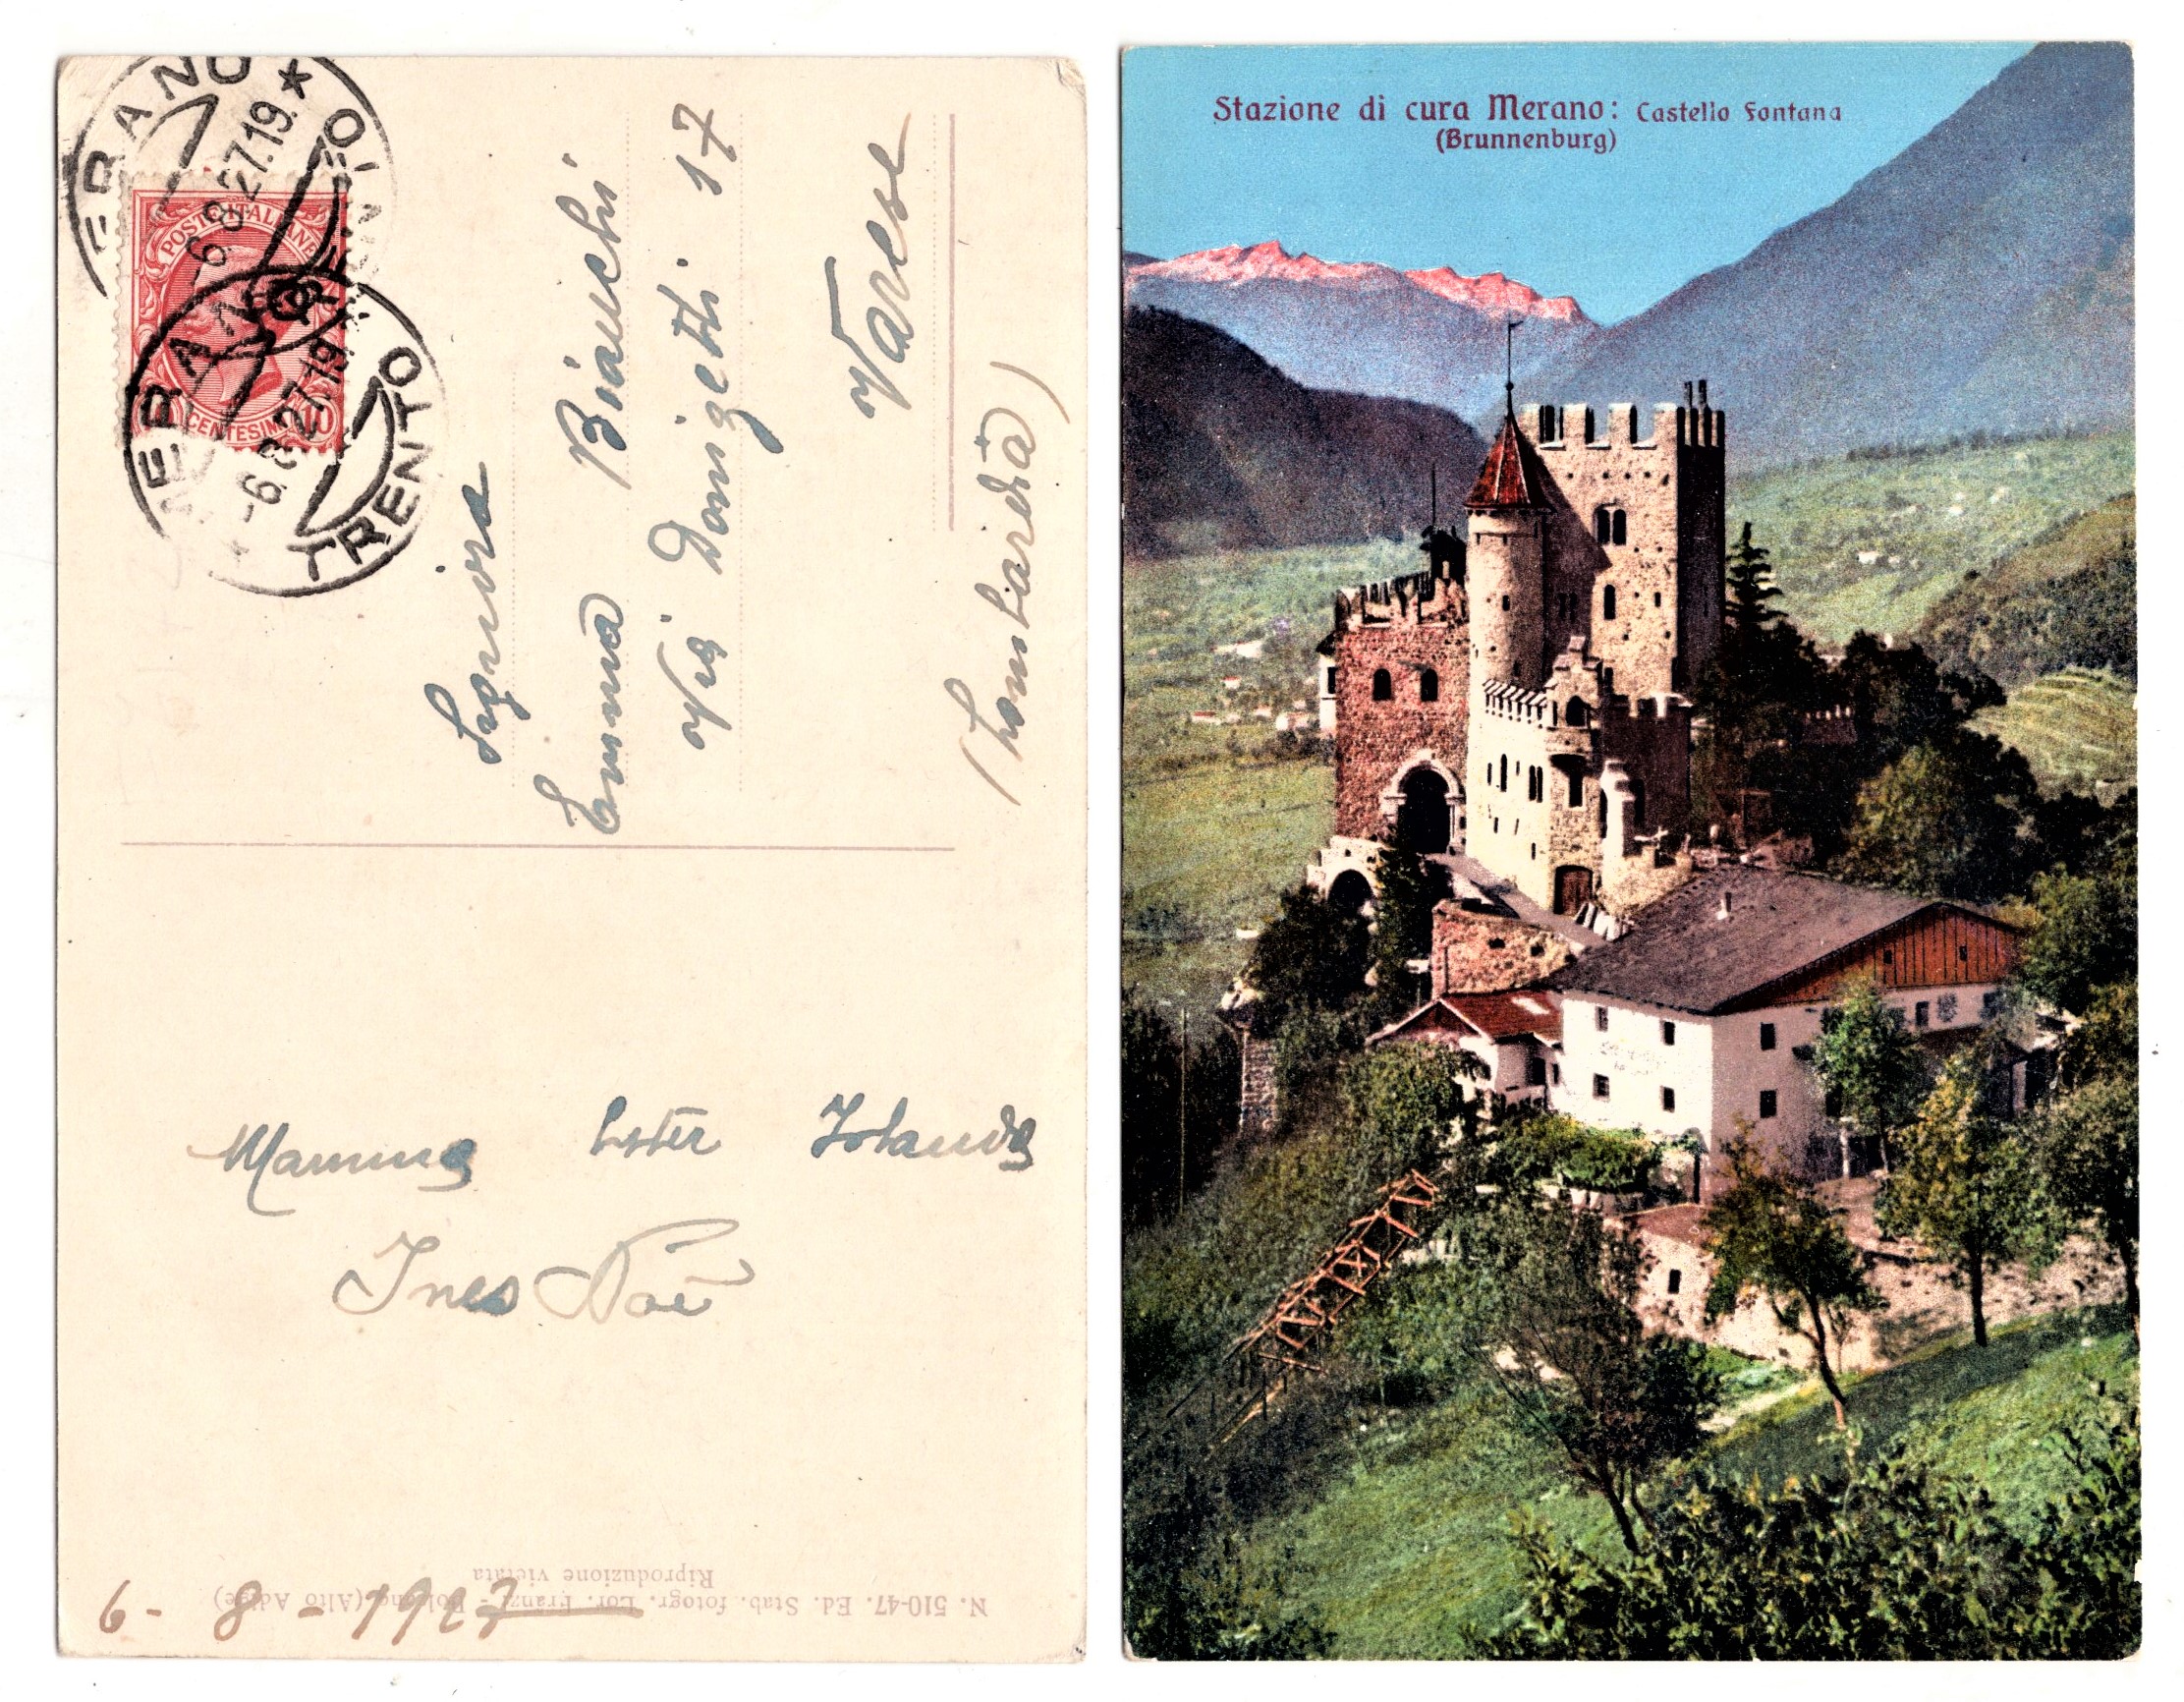 MERANO
6.8.27.19.
TRENTO
POSTE ITALIANE
CENTESIMI 10
MERANO
-6.8.27.19
TRENTO
Signora
Emma Bianchi
Via Donizetti 17
Varese
(Lombardia)
Mamma Ester Iolanda
Ines Noè
N. 510-47. Ed. Stab. fotogr. Lor. Fränzl - Bolzano (Alto Adige)
Riproduzione vietata
6 - 8 - 1927
Stazione di cura Merano: Castello Fontana
(Brunnenburg)